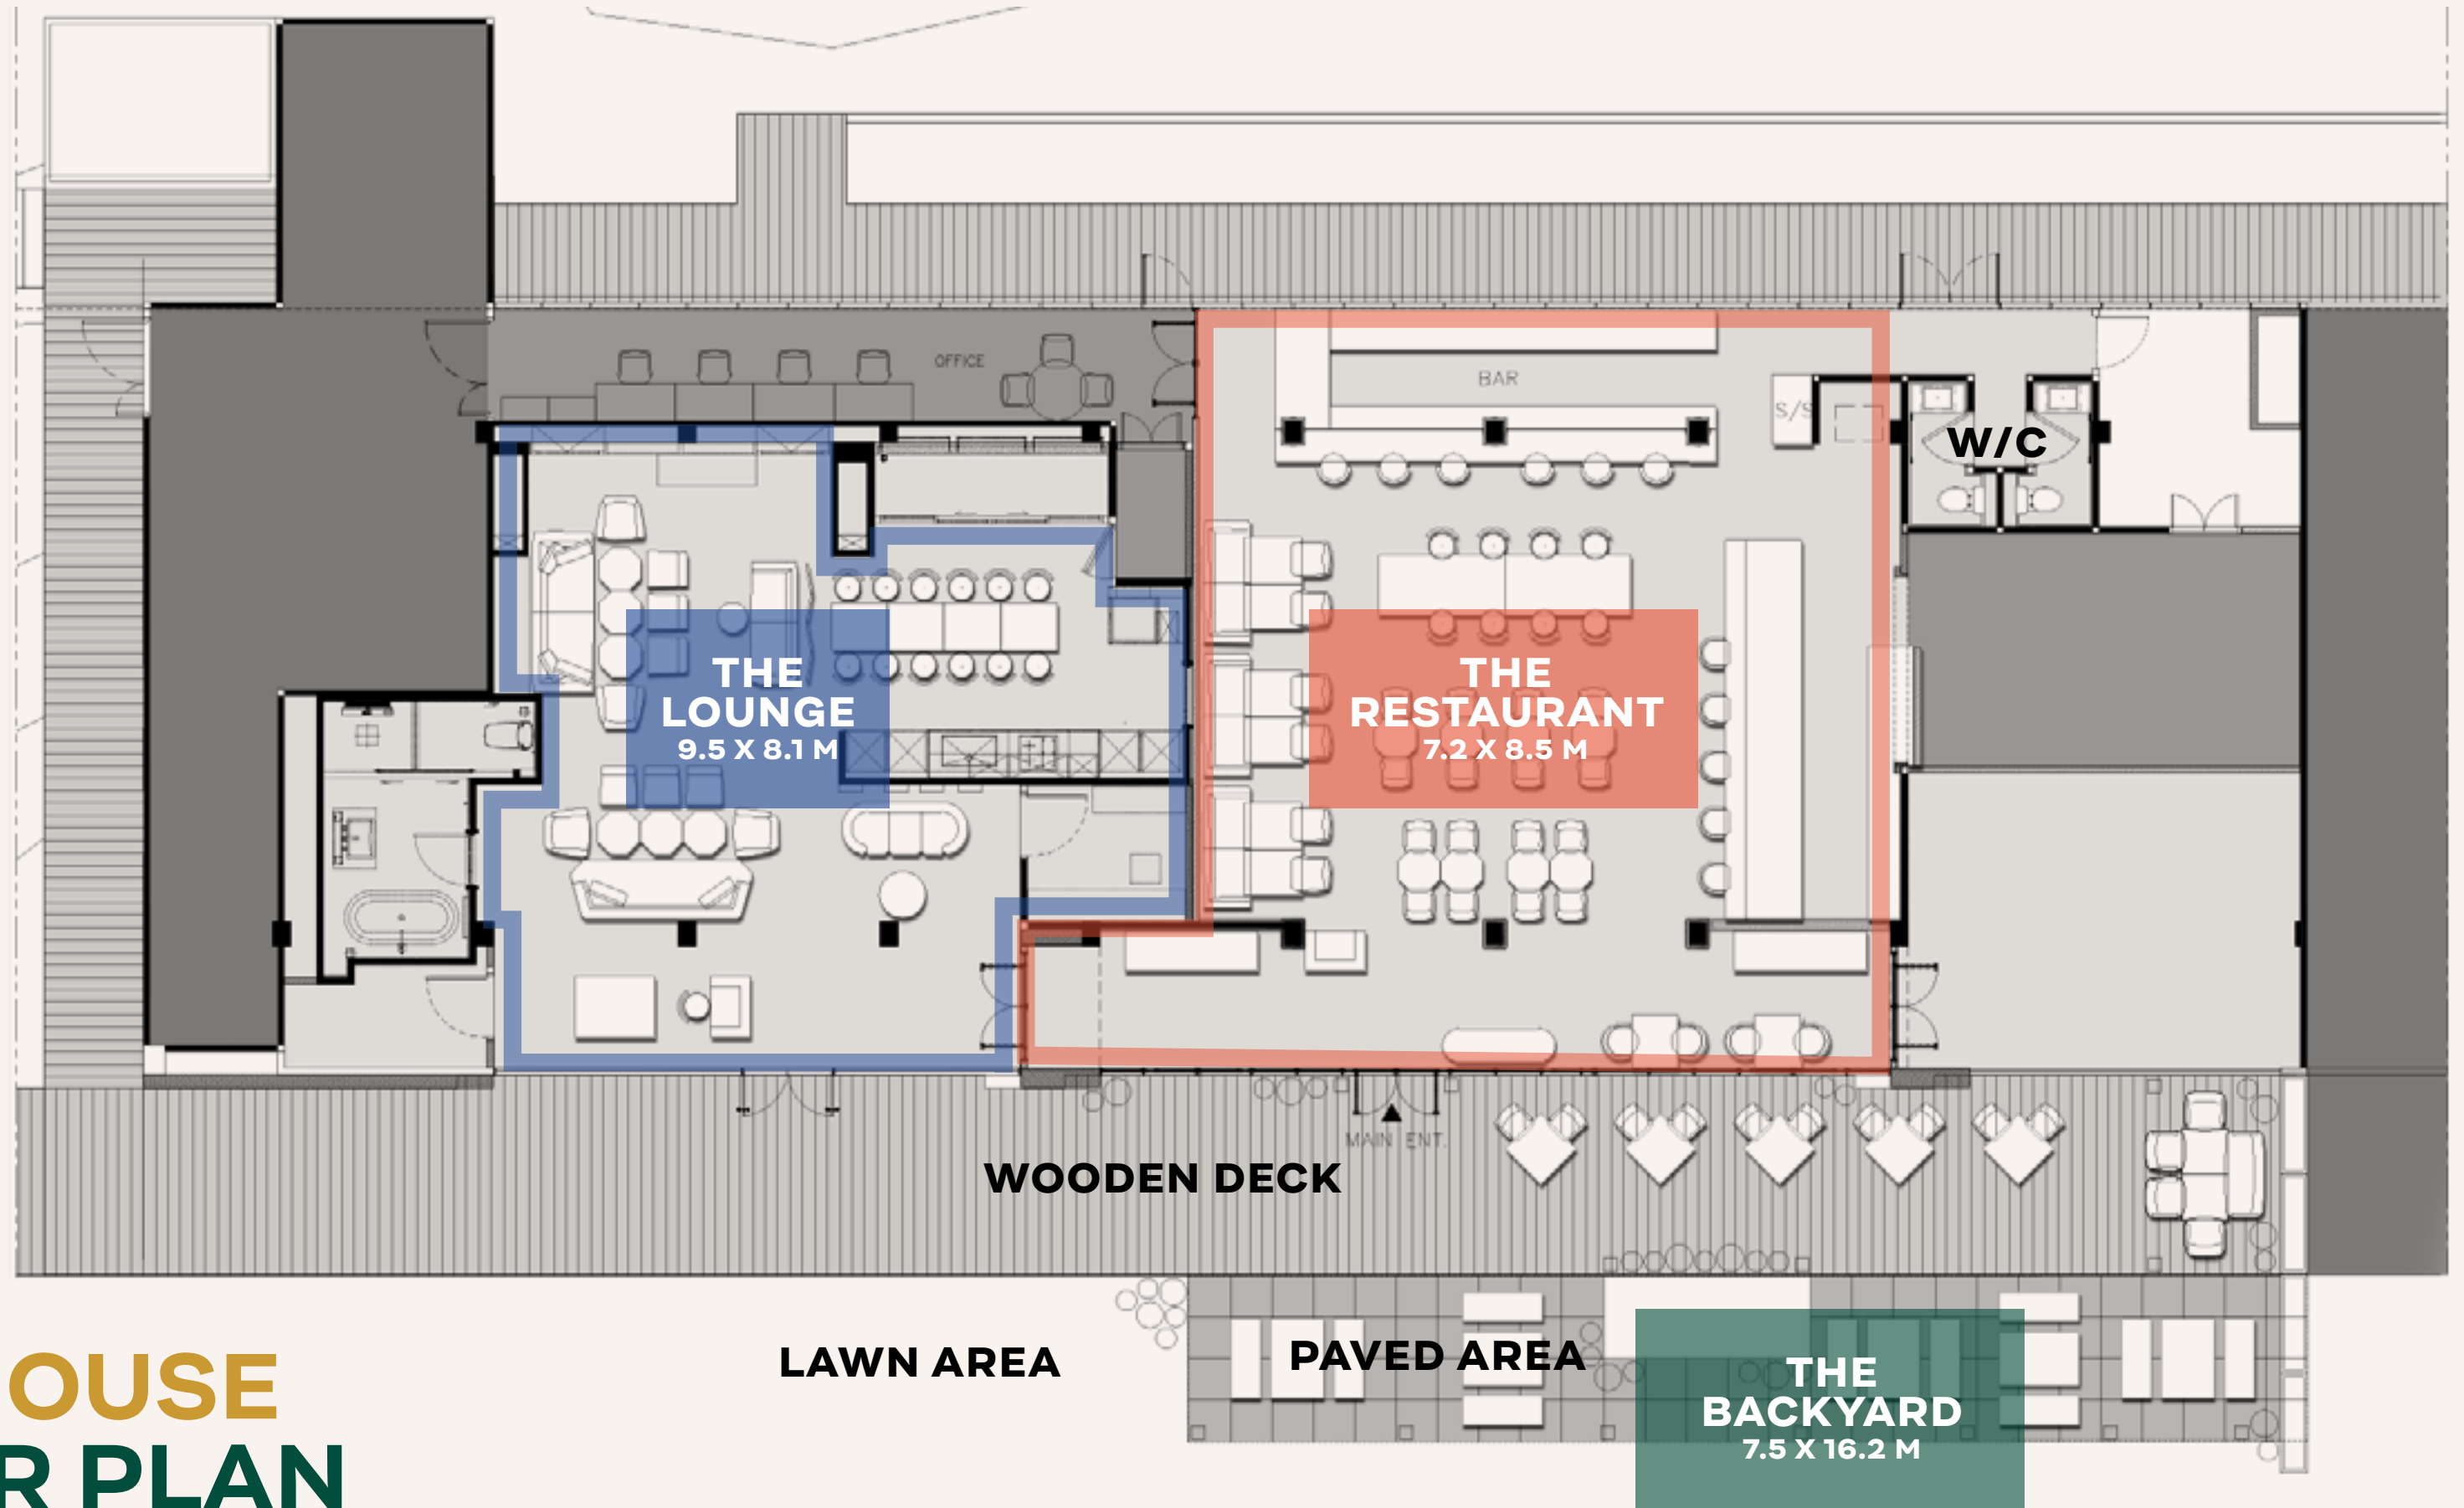 OFFICE
BAR
S/S
W/C
THE
LOUNGE
9.5 X 8.1 M
THE
RESTAURANT
7.2 X 8.5 M
MAIN ENT.
WOODEN DECK
LAWN AREA
PAVED AREA
THE
BACKYARD
7.5 X 16.2 M
OUSE
R PLAN